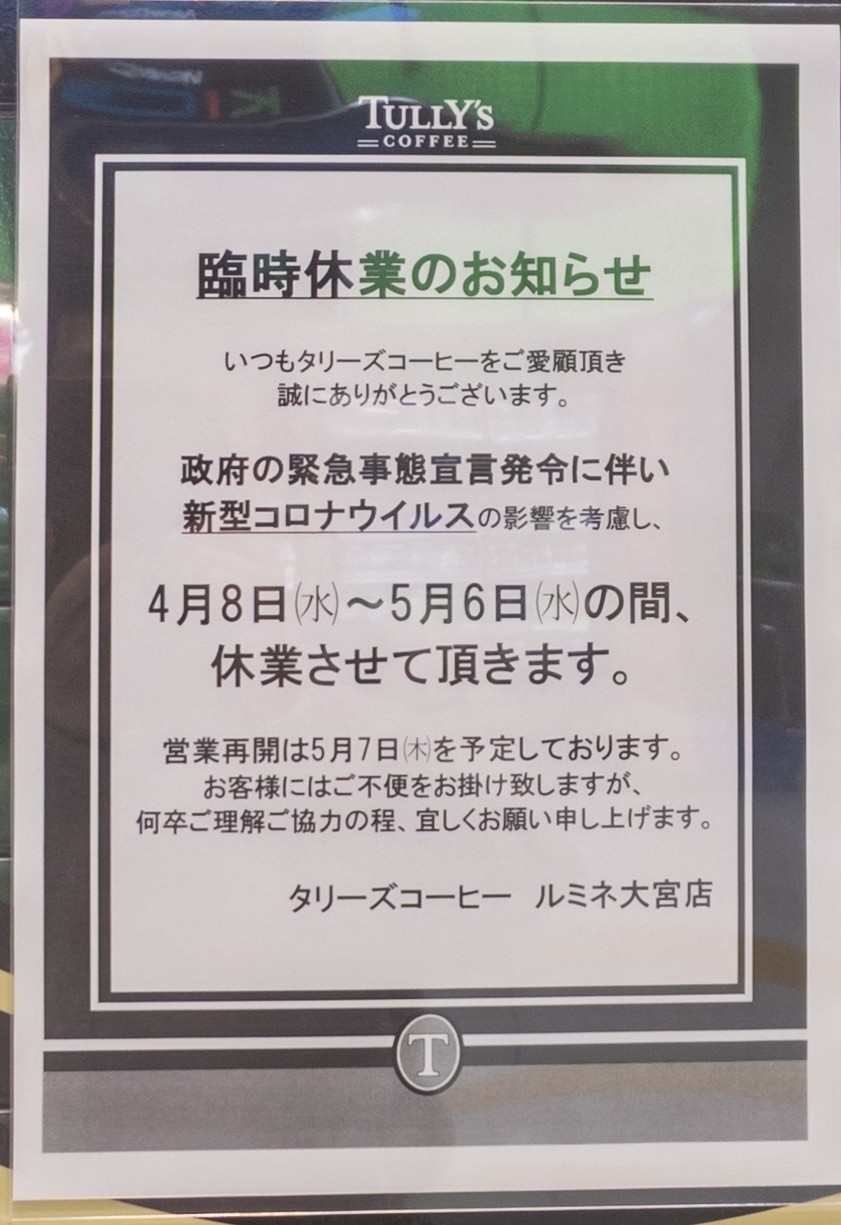 TULLY'S
COFFEE
臨時休業のお知らせ
いつもタリーズコーヒーをご愛顧頂き
誠にありがとうございます。
政府の緊急事態宣言発令に伴い
新型コロナウイルスの影響を考慮し、
4月8日㈬～5月6日㈬の間、
休業させて頂きます。
営業再開は5月7日㈭を予定しております。
お客様にはご不便をお掛け致しますが、
何卒ご理解ご協力の程、宜しくお願い申し上げます。
タリーズコーヒー ルミネ大宮店
T